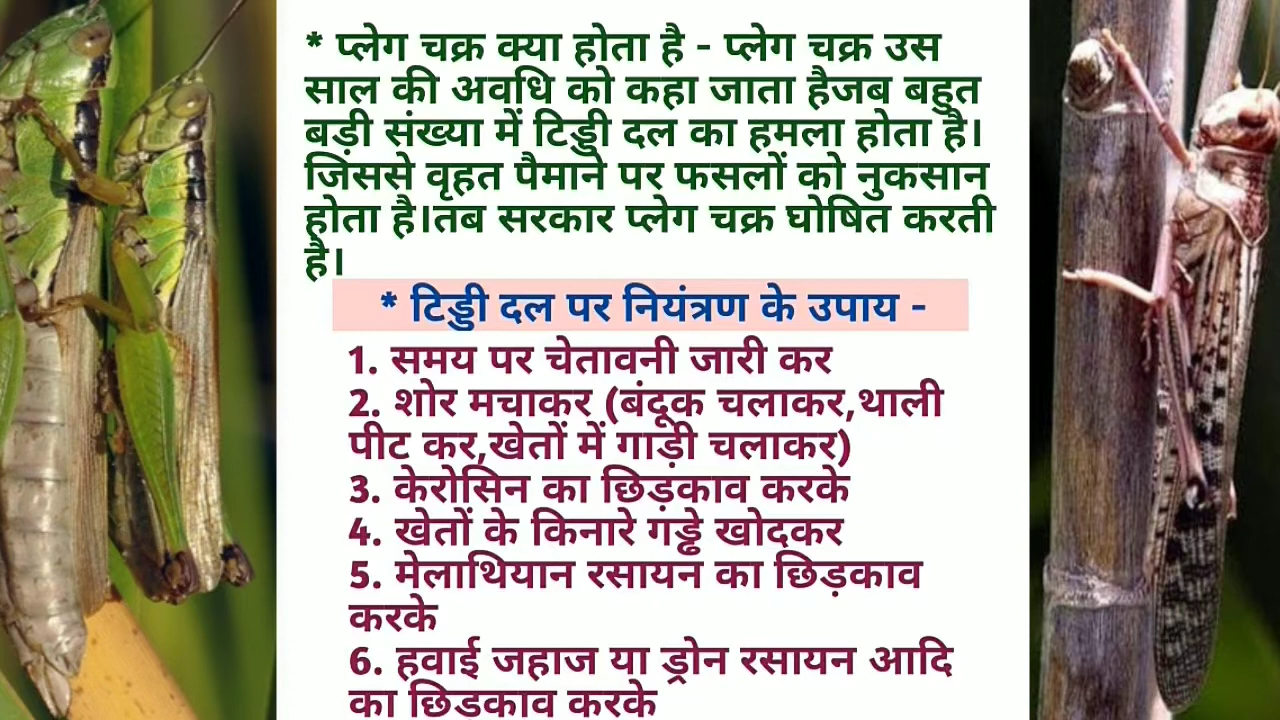 * प्लेग चक्र क्या होता है - प्लेग चक्र उस
साल की अवधि को कहा जाता हैजब बहुत
बड़ी संख्या में टिड्डी दल का हमला होता है।
जिससे वृहत पैमाने पर फसलों को नुकसान
होता है।तब सरकार प्लेग चक्र घोषित करती
है।
* टिड्डी दल पर नियंत्रण के उपाय -
1. समय पर चेतावनी जारी कर
2. शोर मचाकर (बंदूक चलाकर,थाली
पीट कर,खेतों में गाड़ी चलाकर)
3. केरोसिन का छिड़काव करके
4. खेतों के किनारे गड्ढे खोदकर
5. मेलाथियान रसायन का छिड़काव
करके
6. हवाई जहाज या ड्रोन रसायन आदि
का छिड़काव करके